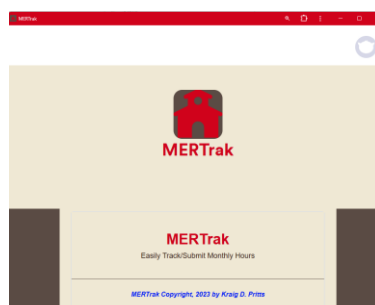 MERTrak
MERTrak
MERTrak
Easily Track/Submit Monthly Hours
MERTrak Copyright, 2023 by Kraig D. Pritts